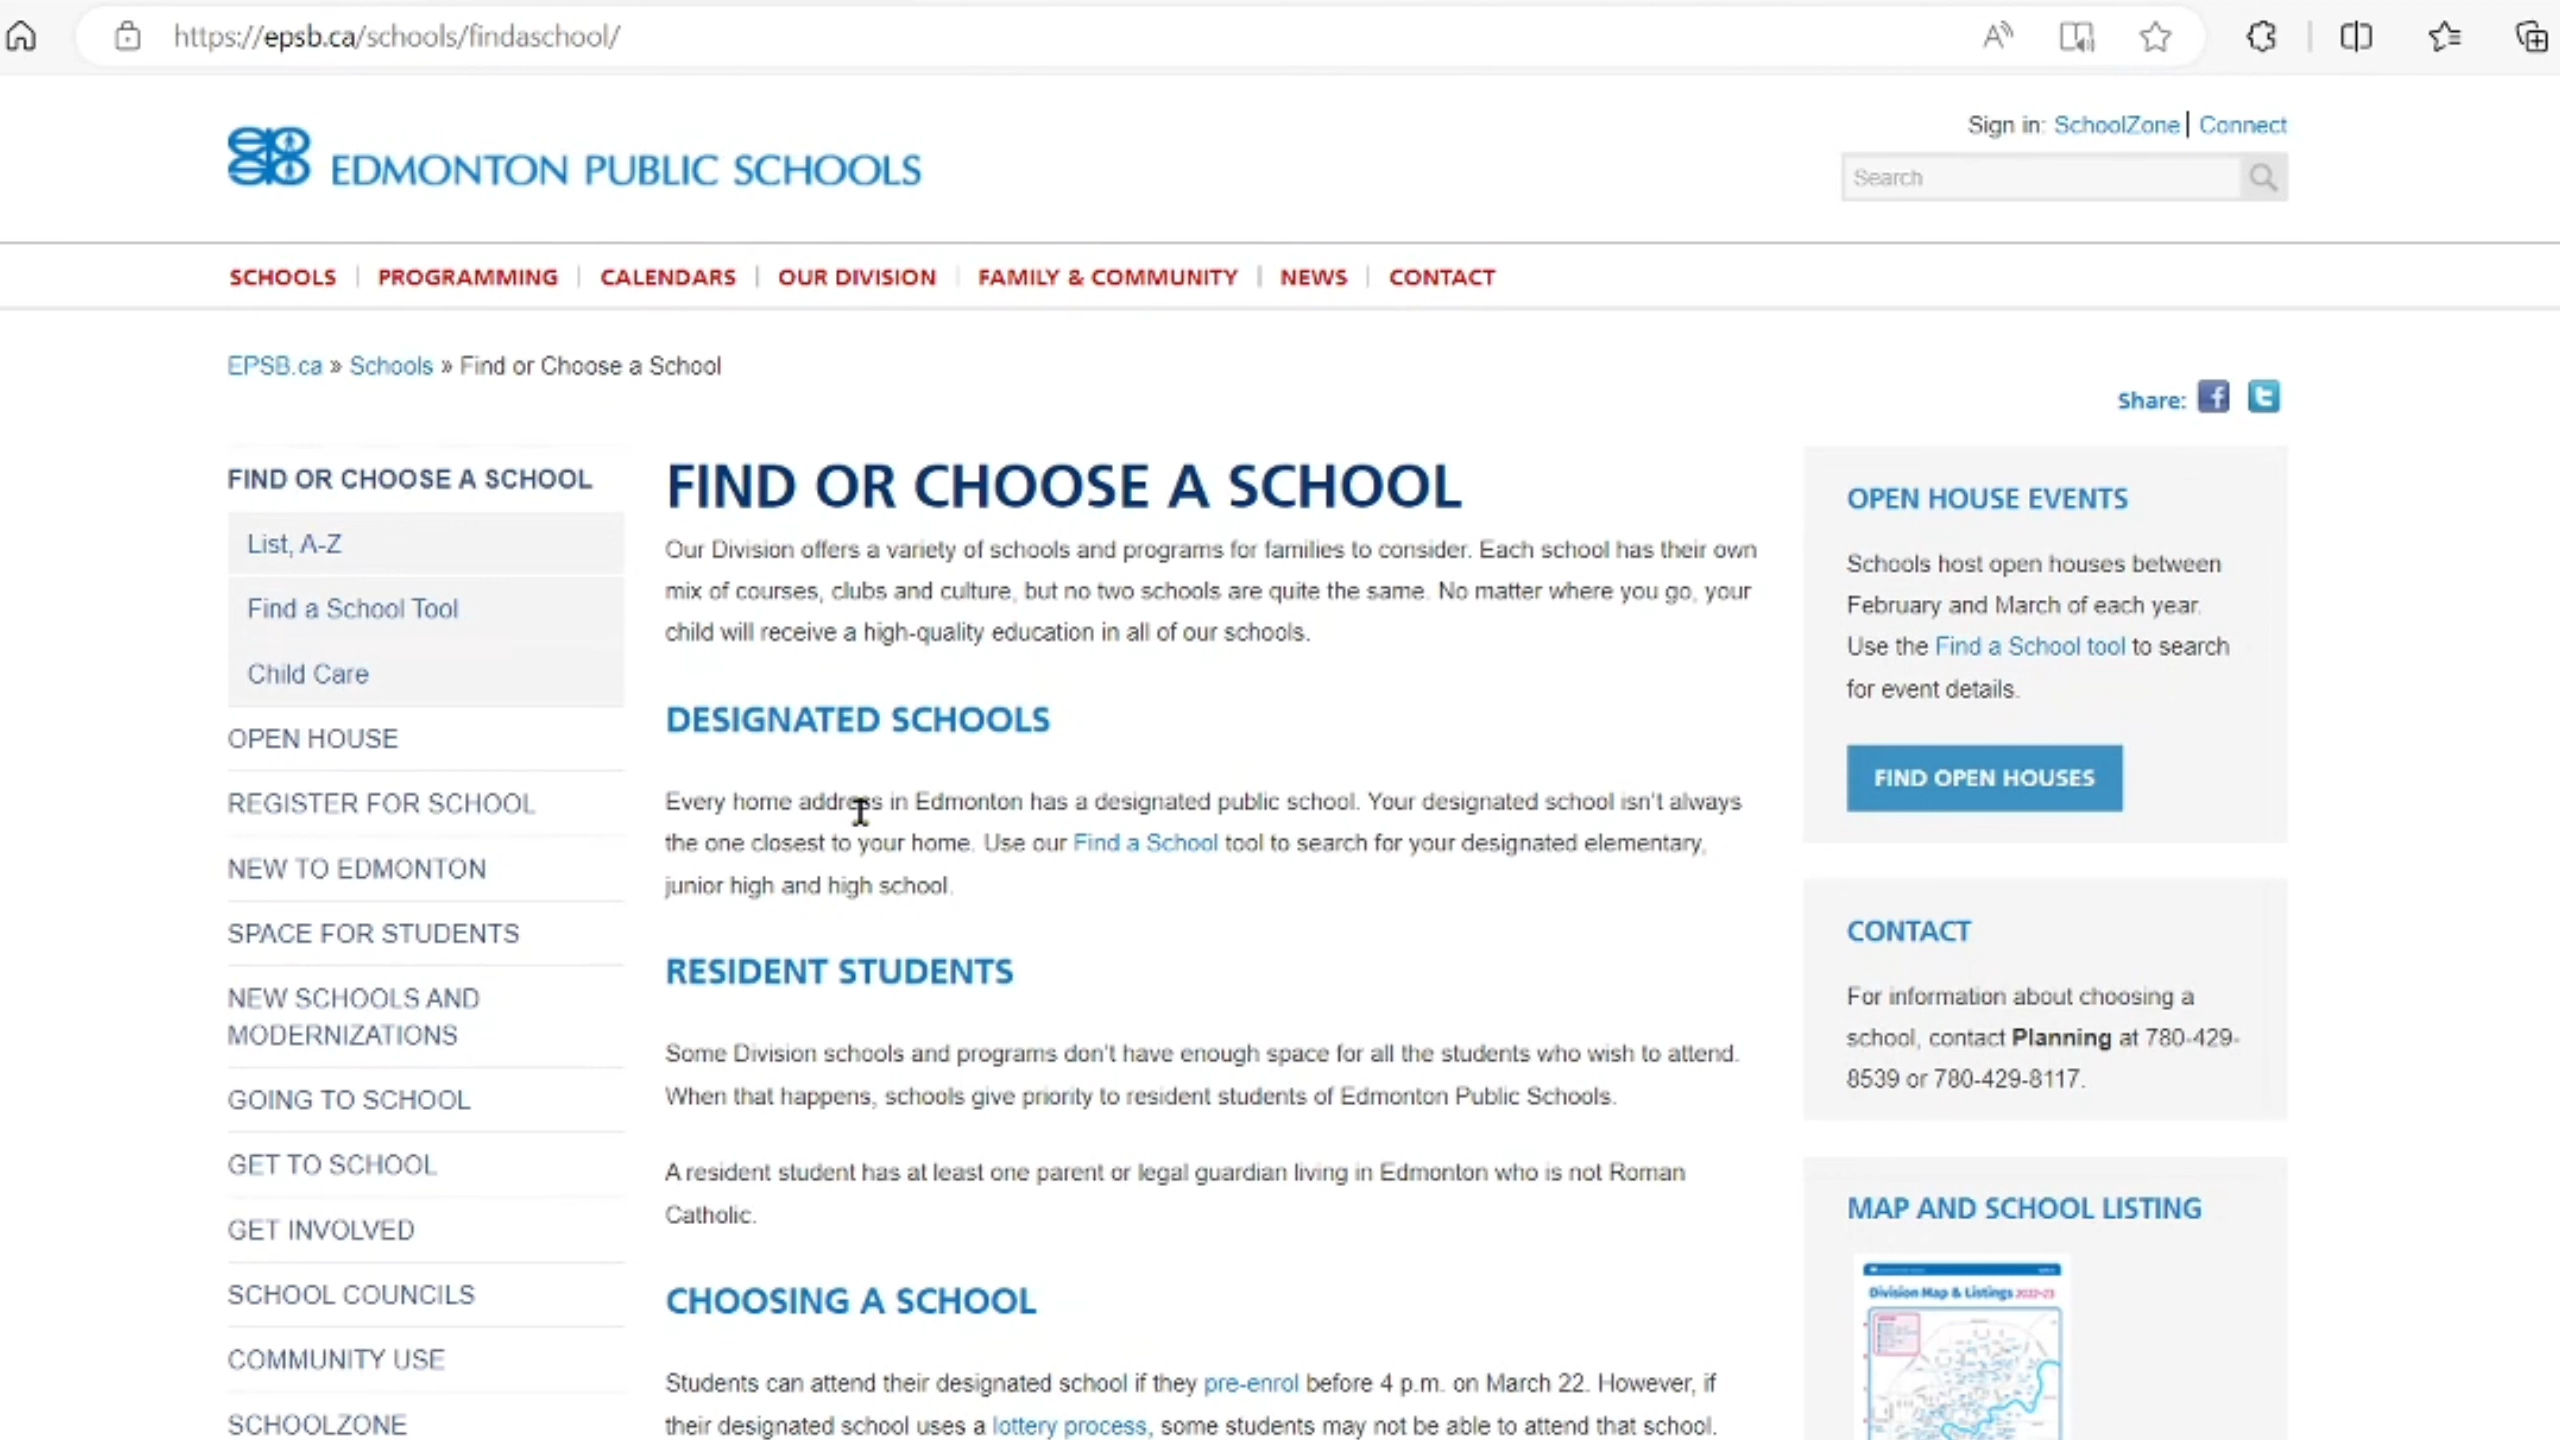 https://epsb.ca/schools/findaschool/
EDMONTON PUBLIC SCHOOLS
Sign in: SchoolZone | Connect
Search
SCHOOLS | PROGRAMMING | CALENDARS | OUR DIVISION | FAMILY & COMMUNITY | NEWS | CONTACT
EPSB.ca » Schools » Find or Choose a School
Share:
FIND OR CHOOSE A SCHOOL
List, A-Z
Find a School Tool
Child Care
OPEN HOUSE
REGISTER FOR SCHOOL
NEW TO EDMONTON
SPACE FOR STUDENTS
NEW SCHOOLS AND
MODERNIZATIONS
GOING TO SCHOOL
GET TO SCHOOL
GET INVOLVED
SCHOOL COUNCILS
COMMUNITY USE
SCHOOLZONE
FIND OR CHOOSE A SCHOOL
Our Division offers a variety of schools and programs for families to consider. Each school has their own
mix of courses, clubs and culture, but no two schools are quite the same. No matter where you go, your
child will receive a high-quality education in all of our schools.
DESIGNATED SCHOOLS
Every home address in Edmonton has a designated public school. Your designated school isn't always
the one closest to your home. Use our Find a School tool to search for your designated elementary,
junior high and high school.
RESIDENT STUDENTS
Some Division schools and programs don't have enough space for all the students who wish to attend.
When that happens, schools give priority to resident students of Edmonton Public Schools.
A resident student has at least one parent or legal guardian living in Edmonton who is not Roman
Catholic.
CHOOSING A SCHOOL
Students can attend their designated school if they pre-enrol before 4 p.m. on March 22. However, if
their designated school uses a lottery process, some students may not be able to attend that school.
OPEN HOUSE EVENTS
Schools host open houses between
February and March of each year.
Use the Find a School tool to search
for event details.
FIND OPEN HOUSES
CONTACT
For information about choosing a
school, contact Planning at 780-429-
8539 or 780-429-8117.
MAP AND SCHOOL LISTING
Division Map & Listings 2022-23